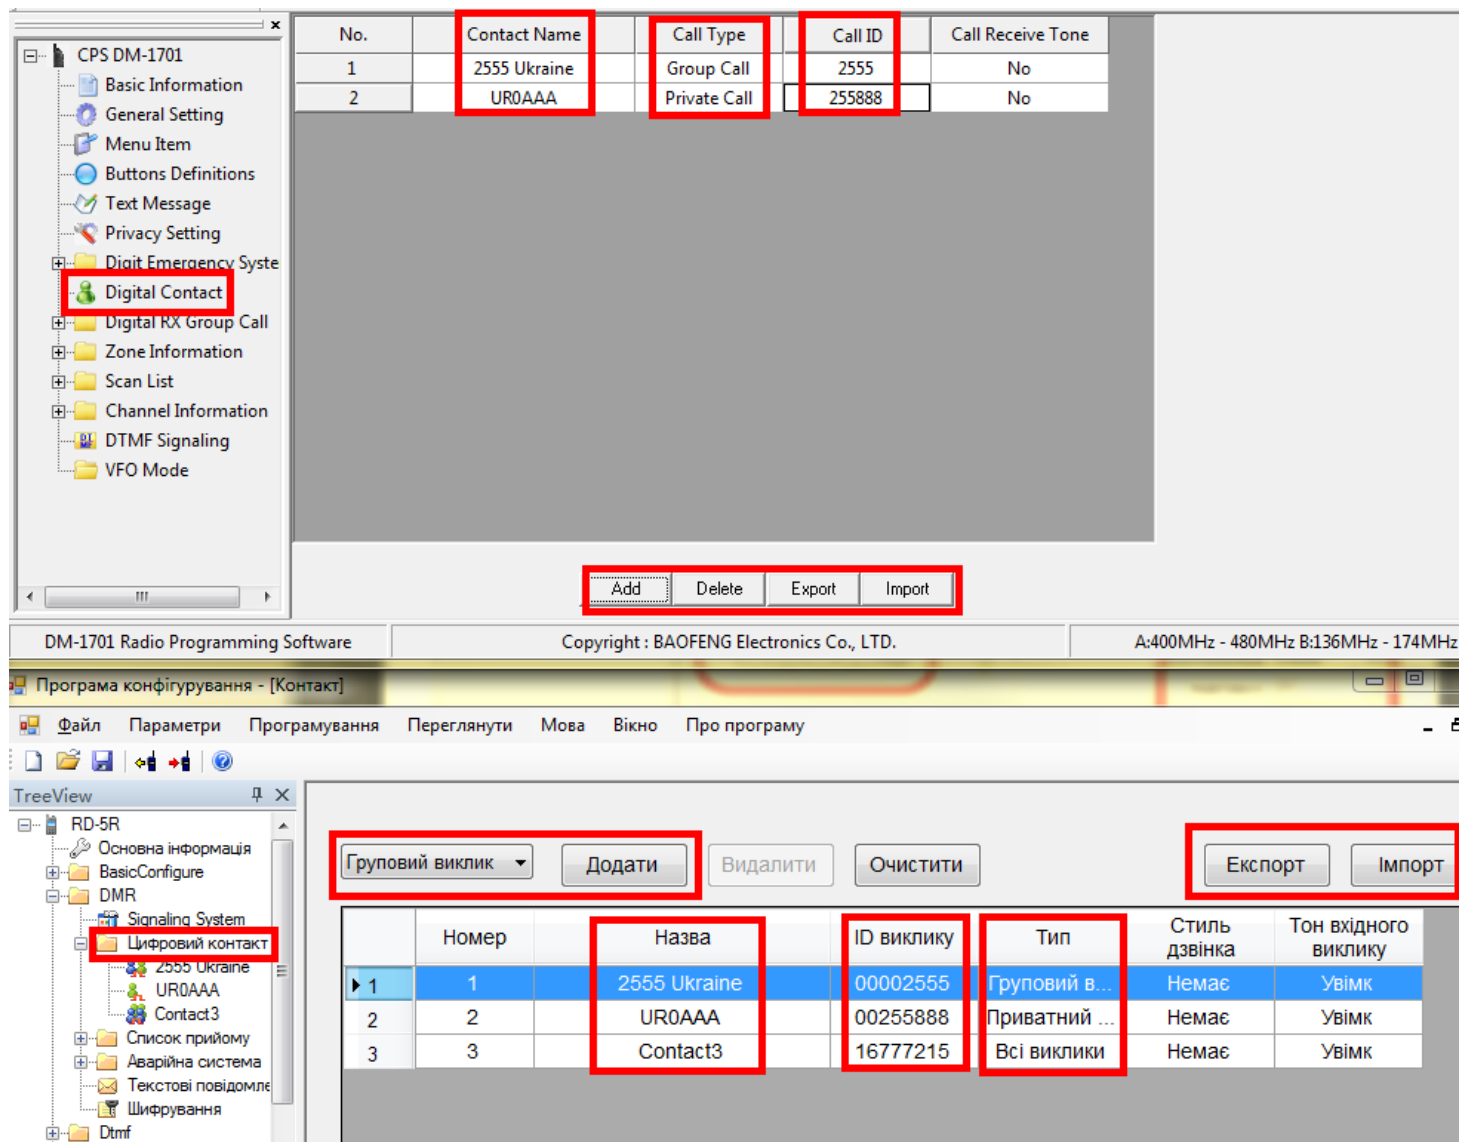 No. Contact Name Call Type Call ID Call Receive Tone
1 2555 Ukraine Group Call 2555 No
2 UR0AAA Private Call 255888 No
CPS DM-1701
Basic Information
General Setting
Menu Item
Buttons Definitions
Text Message
Privacy Setting
Digit Emergency Syste
Digital Contact
Digital RX Group Call
Zone Information
Scan List
Channel Information
DTMF Signaling
VFO Mode
Add Delete Export Import
DM-1701 Radio Programming Software Copyright : BAOFENG Electronics Co., LTD. A:400MHz - 480MHz B:136MHz - 174MHz
Програма конфігурування - [Контакт]
Файл Параметри Програмування Переглянути Мова Вікно Про програму
TreeView
RD-5R
Основна інформація
BasicConfigure
DMR
Signaling System
Цифровий контакт
2555 Ukraine
UR0AAA
Contact3
Список прийому
Аварійна система
Текстові повідомле
Шифрування
Dtmf
Груповий виклик Додати Видалити Очистити Експорт Імпорт
Номер Назва ID виклику Тип Стиль дзвінка Тон вхідного виклику
1 1 2555 Ukraine 00002555 Груповий в... Немає Увімк
2 2 UR0AAA 00255888 Приватний ... Немає Увімк
3 3 Contact3 16777215 Всі виклики Немає Увімк